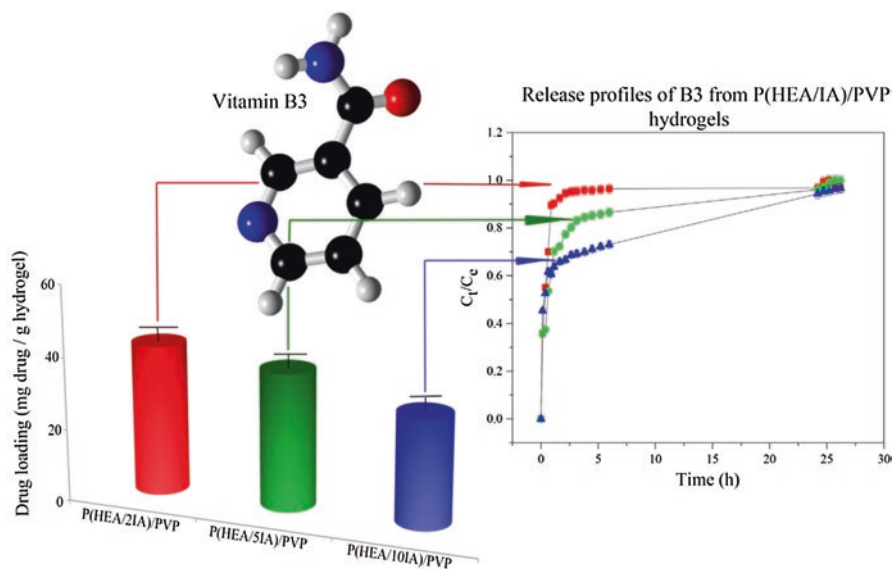 Vitamin B3
Release profiles of B3 from P(HEA/IA)/PVP
hydrogels
Drug loading (mg drug / g hydrogel)
60
40
20
0
P(HEA/2IA)/PVP
P(HEA/5IA)/PVP
P(HEA/10IA)/PVP
Ct/Ce
1.2
1.0
0.8
0.6
0.4
0.2
0.0
0 5 10 15 20 25 30
Time (h)